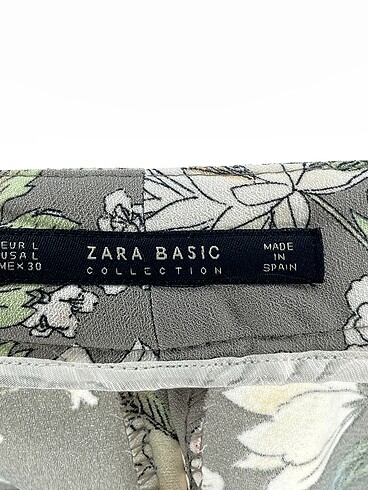 EUR L
USA L
MEX 30
ZARA BASIC
COLLECTION
MADE
IN
SPAIN